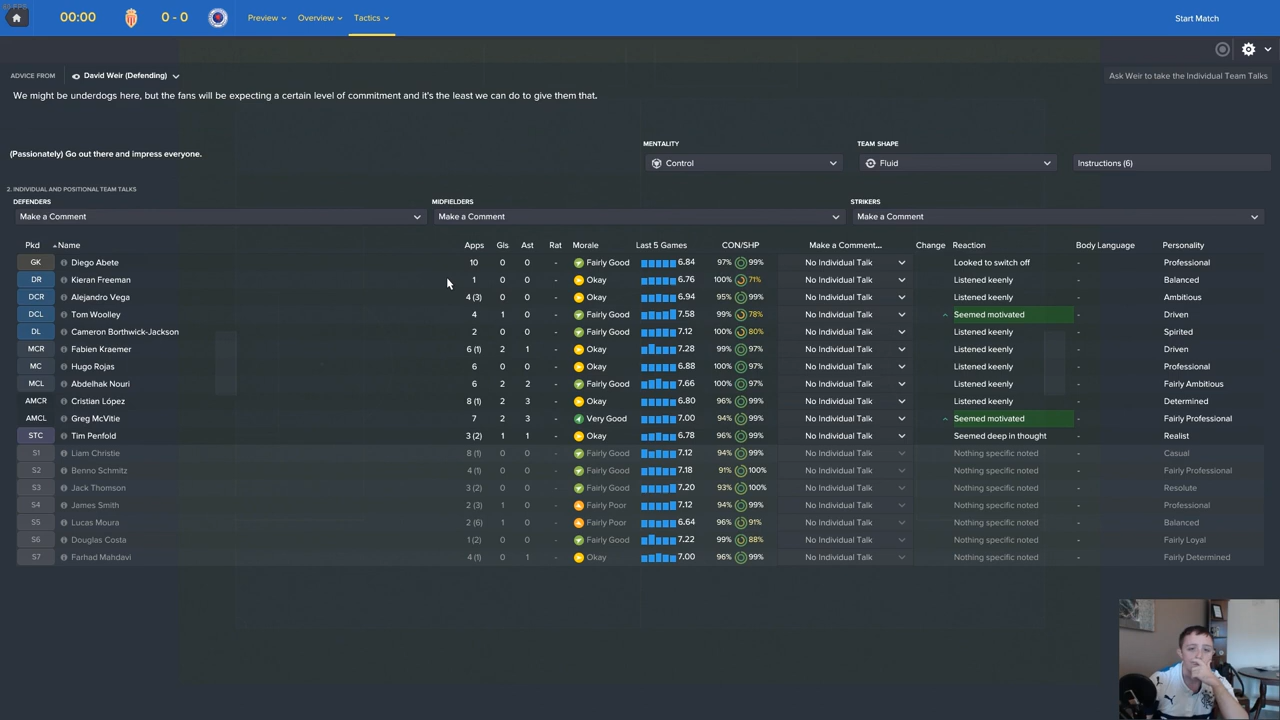 60 FPS
00:00 0 - 0 Preview Overview Tactics Start Match
ADVICE FROM David Weir (Defending) Ask Weir to take the Individual Team Talks
We might be underdogs here, but the fans will be expecting a certain level of commitment and it's the least we can do to give them that.
MENTALITY TEAM SHAPE
(Passionately) Go out there and impress everyone.
Control Fluid Instructions (6)
2. INDIVIDUAL AND POSITIONAL TEAM TALKS
DEFENDERS MIDFIELDERS STRIKERS
Make a Comment Make a Comment Make a Comment
Pkd Name Apps Gls Ast Rat Morale Last 5 Games CON/SHP Make a Comment... Change Reaction Body Language Personality
GK Diego Abete 10 0 0 - Fairly Good 6.84 97% 99% No Individual Talk Looked to switch off - Professional
DR Kieran Freeman 1 0 0 - Okay 6.76 100% 71% No Individual Talk Listened keenly - Balanced
DCR Alejandro Vega 4 (3) 0 0 - Okay 6.94 95% 99% No Individual Talk Listened keenly - Ambitious
DCL Tom Woolley 4 1 0 - Fairly Good 7.58 99% 78% No Individual Talk Seemed motivated - Driven
DL Cameron Borthwick-Jackson 2 0 0 - Fairly Good 7.12 100% 80% No Individual Talk Listened keenly - Spirited
MCR Fabien Kraemer 6 (1) 2 1 - Okay 7.28 99% 97% No Individual Talk Listened keenly - Driven
MC Hugo Rojas 6 0 0 - Okay 6.88 100% 97% No Individual Talk Listened keenly - Professional
MCL Abdelhak Nouri 6 2 2 - Fairly Good 7.66 100% 97% No Individual Talk Listened keenly - Fairly Ambitious
AMCR Cristian López 8 (1) 2 3 - Okay 6.80 96% 99% No Individual Talk Listened keenly - Determined
AMCL Greg McVitie 7 2 3 - Very Good 7.00 94% 99% No Individual Talk Seemed motivated - Fairly Professional
STC Tim Penfold 3 (2) 1 1 - Okay 6.78 96% 99% No Individual Talk Seemed deep in thought - Realist
S1 Liam Christie 8 (1) 0 0 - Fairly Good 7.12 94% 99% No Individual Talk Nothing specific noted - Casual
S2 Benno Schmitz 4 (1) 0 0 - Fairly Good 7.18 91% 100% No Individual Talk Nothing specific noted - Fairly Professional
S3 Jack Thomson 3 (2) 0 0 - Fairly Good 7.20 93% 100% No Individual Talk Nothing specific noted - Resolute
S4 James Smith 2 (3) 0 0 - Fairly Poor 7.12 94% 99% No Individual Talk Nothing specific noted - Professional
S5 Lucas Moura 2 (6) 1 0 - Fairly Poor 6.64 96% 91% No Individual Talk Nothing specific noted - Balanced
S6 Douglas Costa 1 (2) 0 0 - Fairly Good 7.22 99% 88% No Individual Talk Nothing specific noted - Fairly Loyal
S7 Farhad Mahdavi 4 (1) 0 1 - Okay 7.00 96% 99% No Individual Talk Nothing specific noted - Fairly Determined